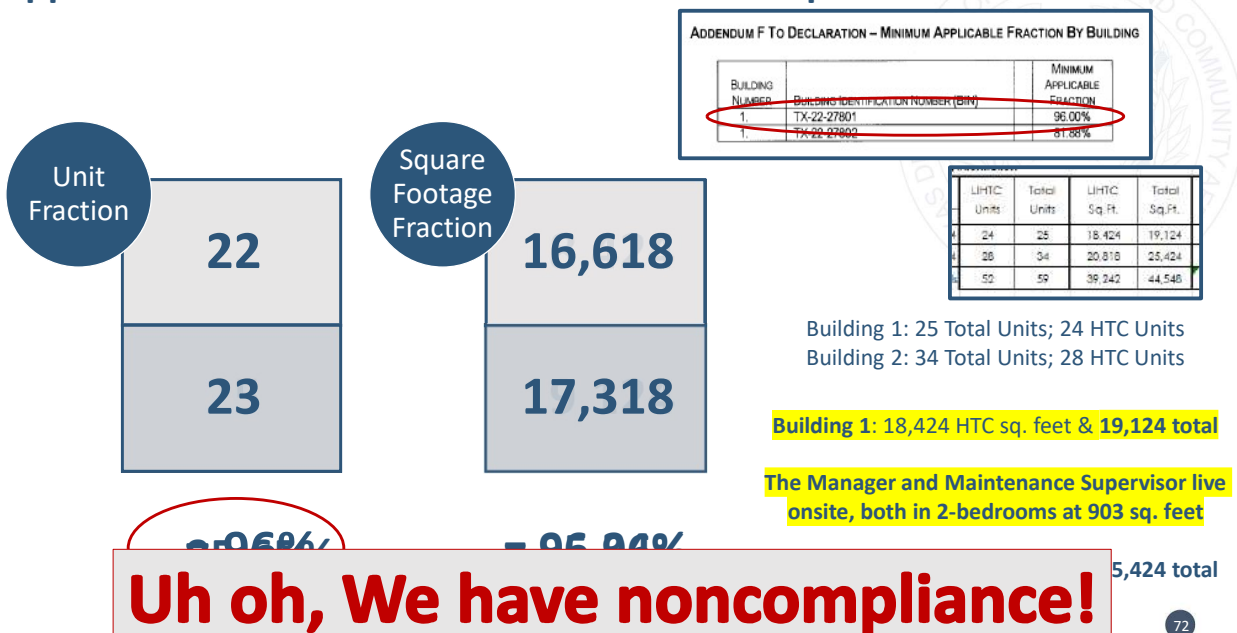 ADDENDUM F TO DECLARATION – MINIMUM APPLICABLE FRACTION BY BUILDING
BUILDING NUMBER BUILDING IDENTIFICATION NUMBER (BIN) MINIMUM APPLICABLE FRACTION
1. TX-22-27801 96.00%
1. TX-22-27802 81.88%
Unit
Fraction
22
23
Square
Footage
Fraction
16,618
17,318
LIHTC Total LIHTC Total
Units Units Sq.Ft. Sq.Ft.
24 25 18,424 19,124
28 34 20,818 25,424
52 59 39,242 44,548
Building 1: 25 Total Units; 24 HTC Units
Building 2: 34 Total Units; 28 HTC Units
Building 1: 18,424 HTC sq. feet & 19,124 total
The Manager and Maintenance Supervisor live
onsite, both in 2-bedrooms at 903 sq. feet
5,424 total
Uh oh, We have noncompliance!
72